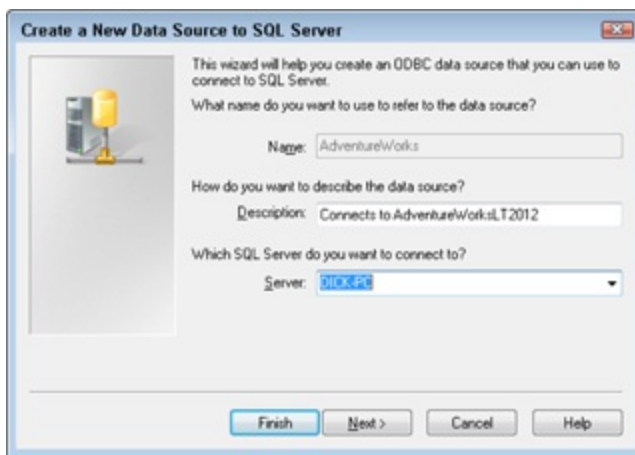 Create a New Data Source to SQL Server
This wizard will help you create an ODBC data source that you can use to
connect to SQL Server.
What name do you want to use to refer to the data source?
Name: AdventureWorks
How do you want to describe the data source?
Description: Connects to AdventureWorksLT2012
Which SQL Server do you want to connect to?
Server: DICK-PC
Finish Next > Cancel Help